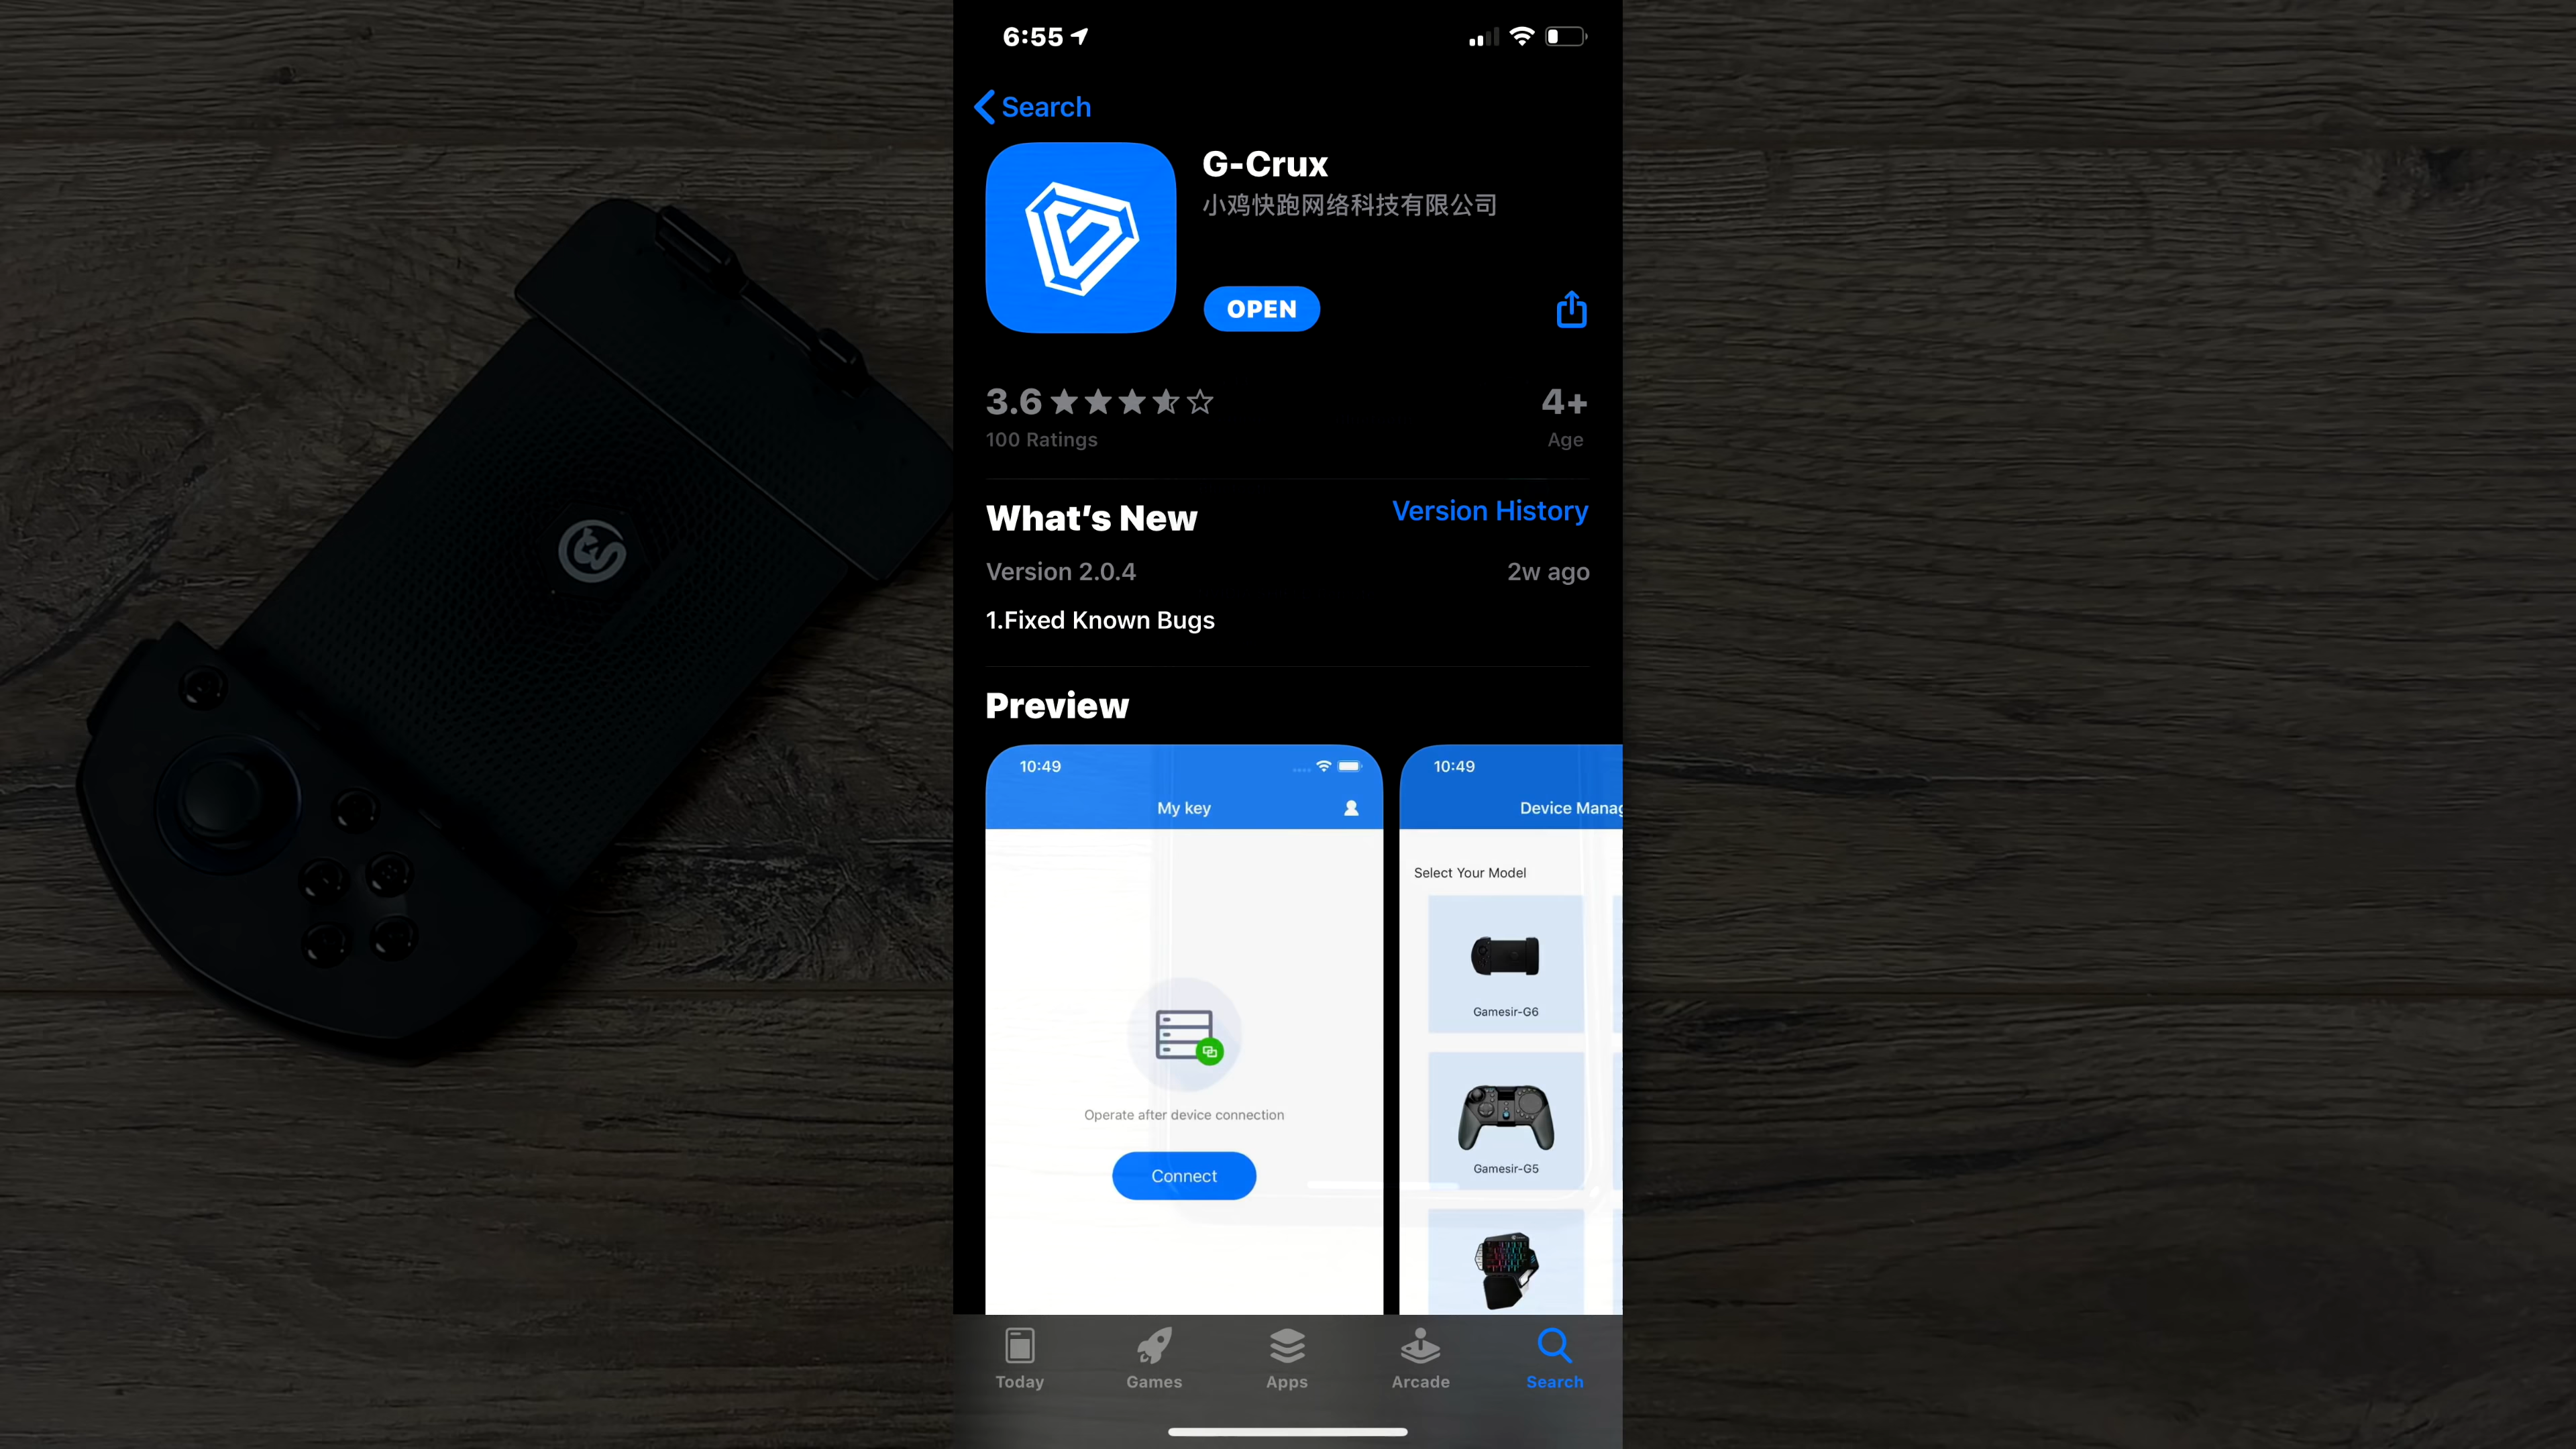 6:55
Search
G-Crux
小鸡快跑网络科技有限公司
OPEN
3.6
4+
100 Ratings
Age
What's New
Version History
Version 2.0.4
2w ago
1.Fixed Known Bugs
Preview
10:49
My key
Operate after device connection
Connect
10:49
Device Manag
Select Your Model
Gamesir-G6
Gamesir-G5
Today
Games
Apps
Arcade
Search